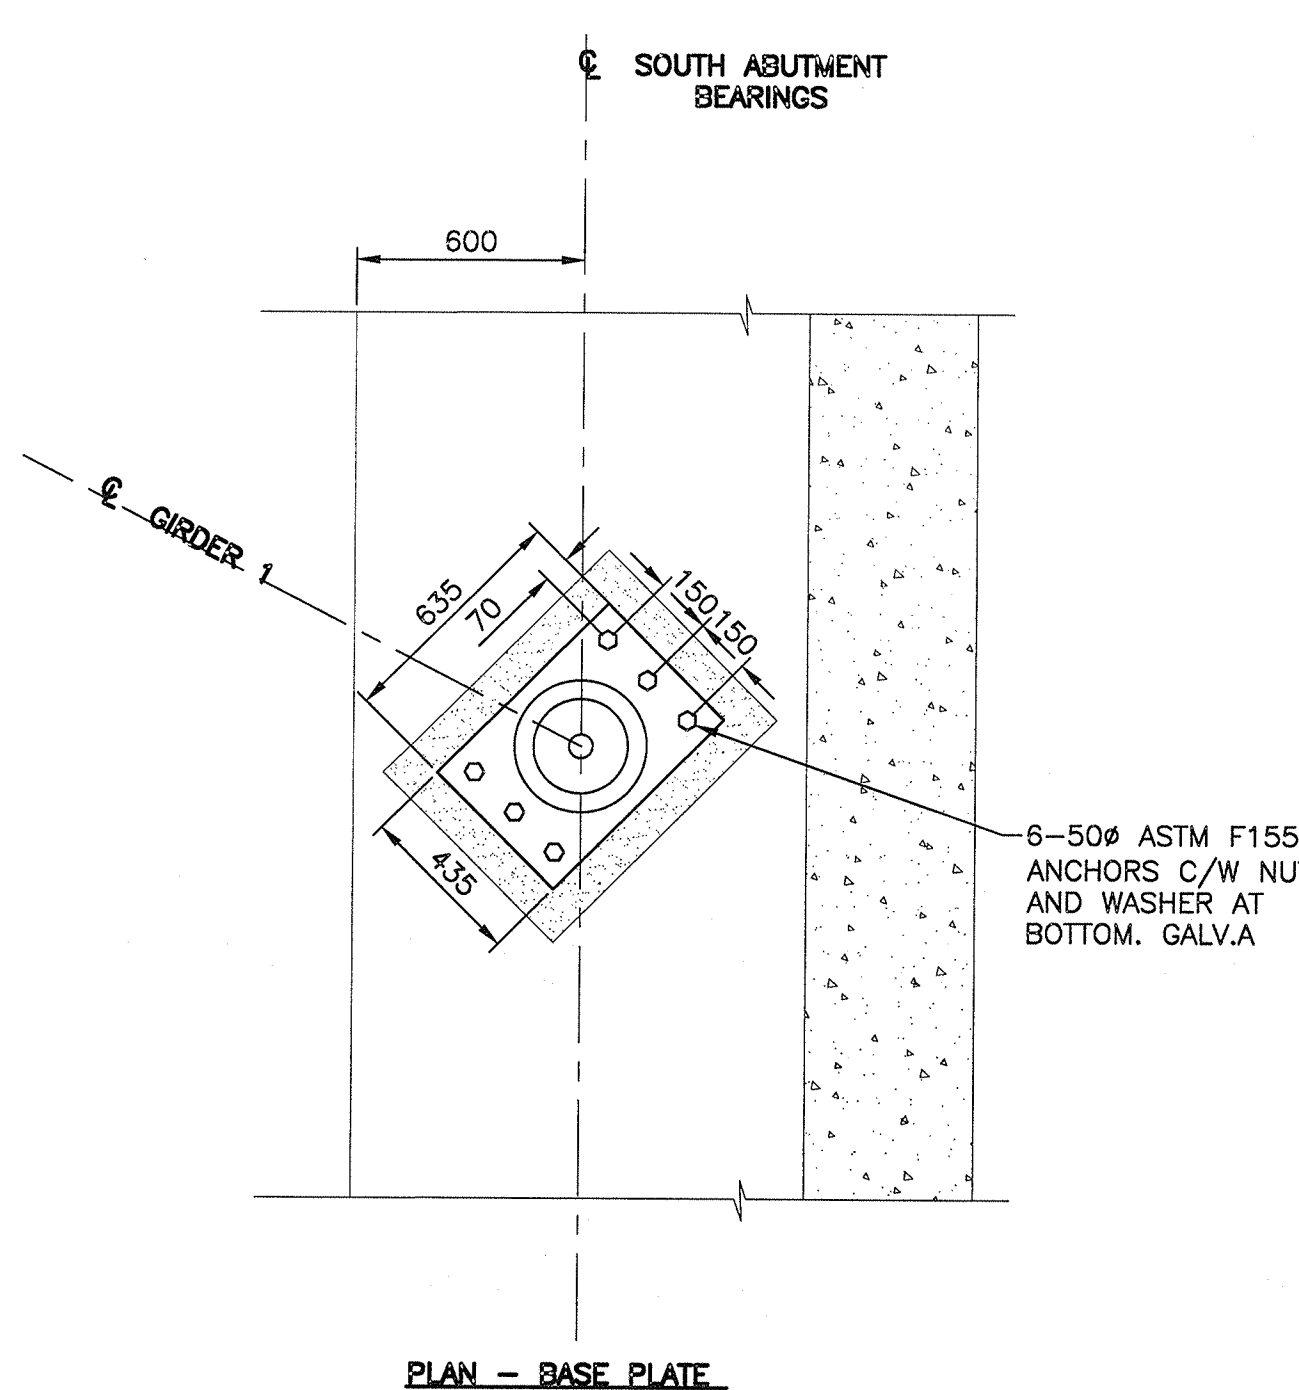 ℄ SOUTH ABUTMENT
BEARINGS
600
℄ GIRDER 1
635
70
150
150
435
6-50ø ASTM F155
ANCHORS C/W NU
AND WASHER AT
BOTTOM. GALV.A
PLAN - BASE PLATE